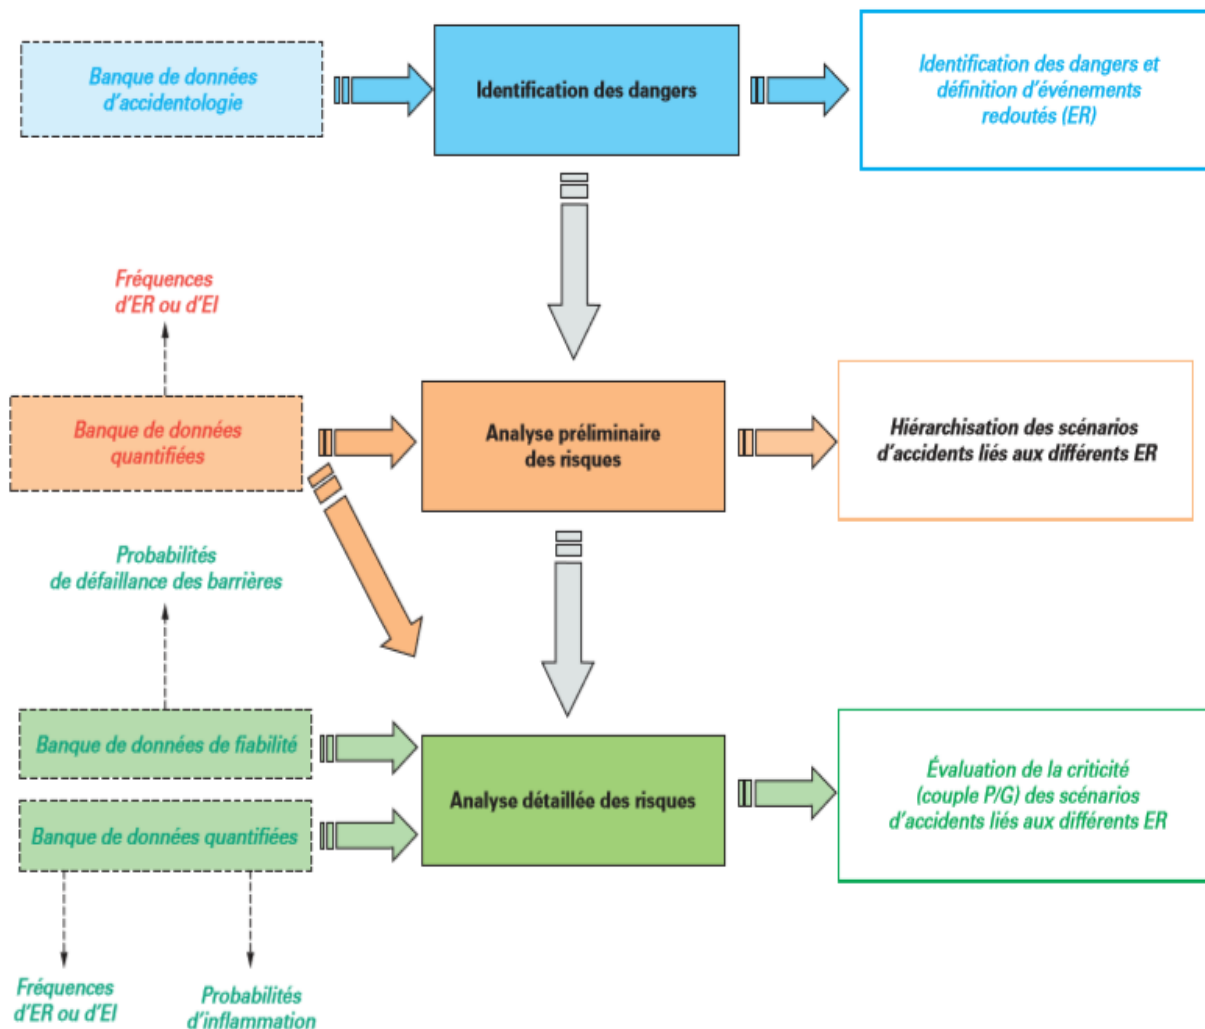 Banque de données
d'accidentologie
Identification des dangers
Identification des dangers et
définition d'événements
redoutés (ER)
Fréquences
d'ER ou d'EI
Banque de données
quantifiées
Analyse préliminaire
des risques
Hiérarchisation des scénarios
d'accidents liés aux différents ER
Probabilités
de défaillance des barrières
Banque de données de fiabilité
Banque de données quantifiées
Analyse détaillée des risques
Évaluation de la criticité
(couple P/G) des scénarios
d'accidents liés aux différents ER
Fréquences
d'ER ou d'EI
Probabilités
d'inflammation